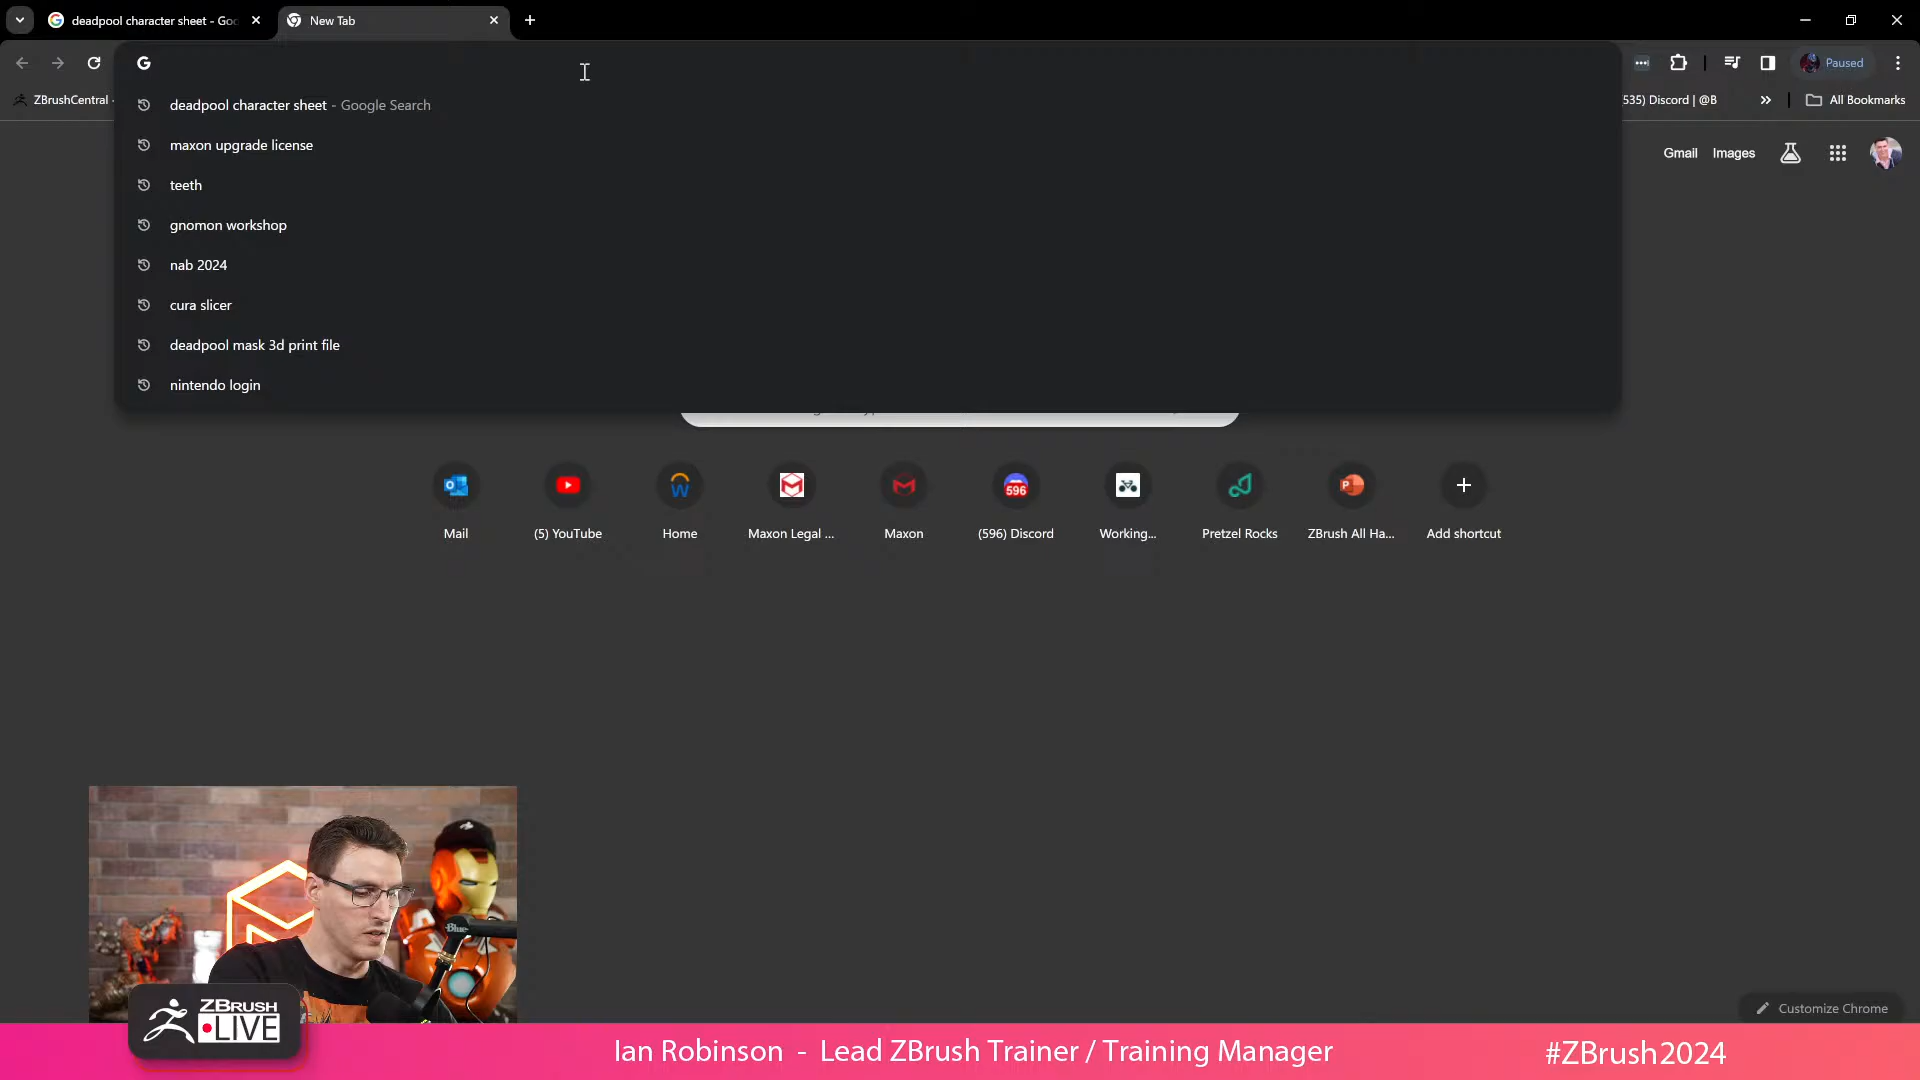 deadpool character sheet - Goo
New Tab
Paused
ZBrushCentral
535) Discord | @B
All Bookmarks
deadpool character sheet - Google Search
maxon upgrade license
teeth
gnomon workshop
nab 2024
cura slicer
deadpool mask 3d print file
nintendo login
Gmail
Images
596
Mail
(5) YouTube
Home
Maxon Legal ...
Maxon
(596) Discord
Working...
Pretzel Rocks
ZBrush All Ha...
Add shortcut
Blue
Customize Chrome
ZBRUSH
LIVE
Ian Robinson - Lead ZBrush Trainer / Training Manager
#ZBrush2024